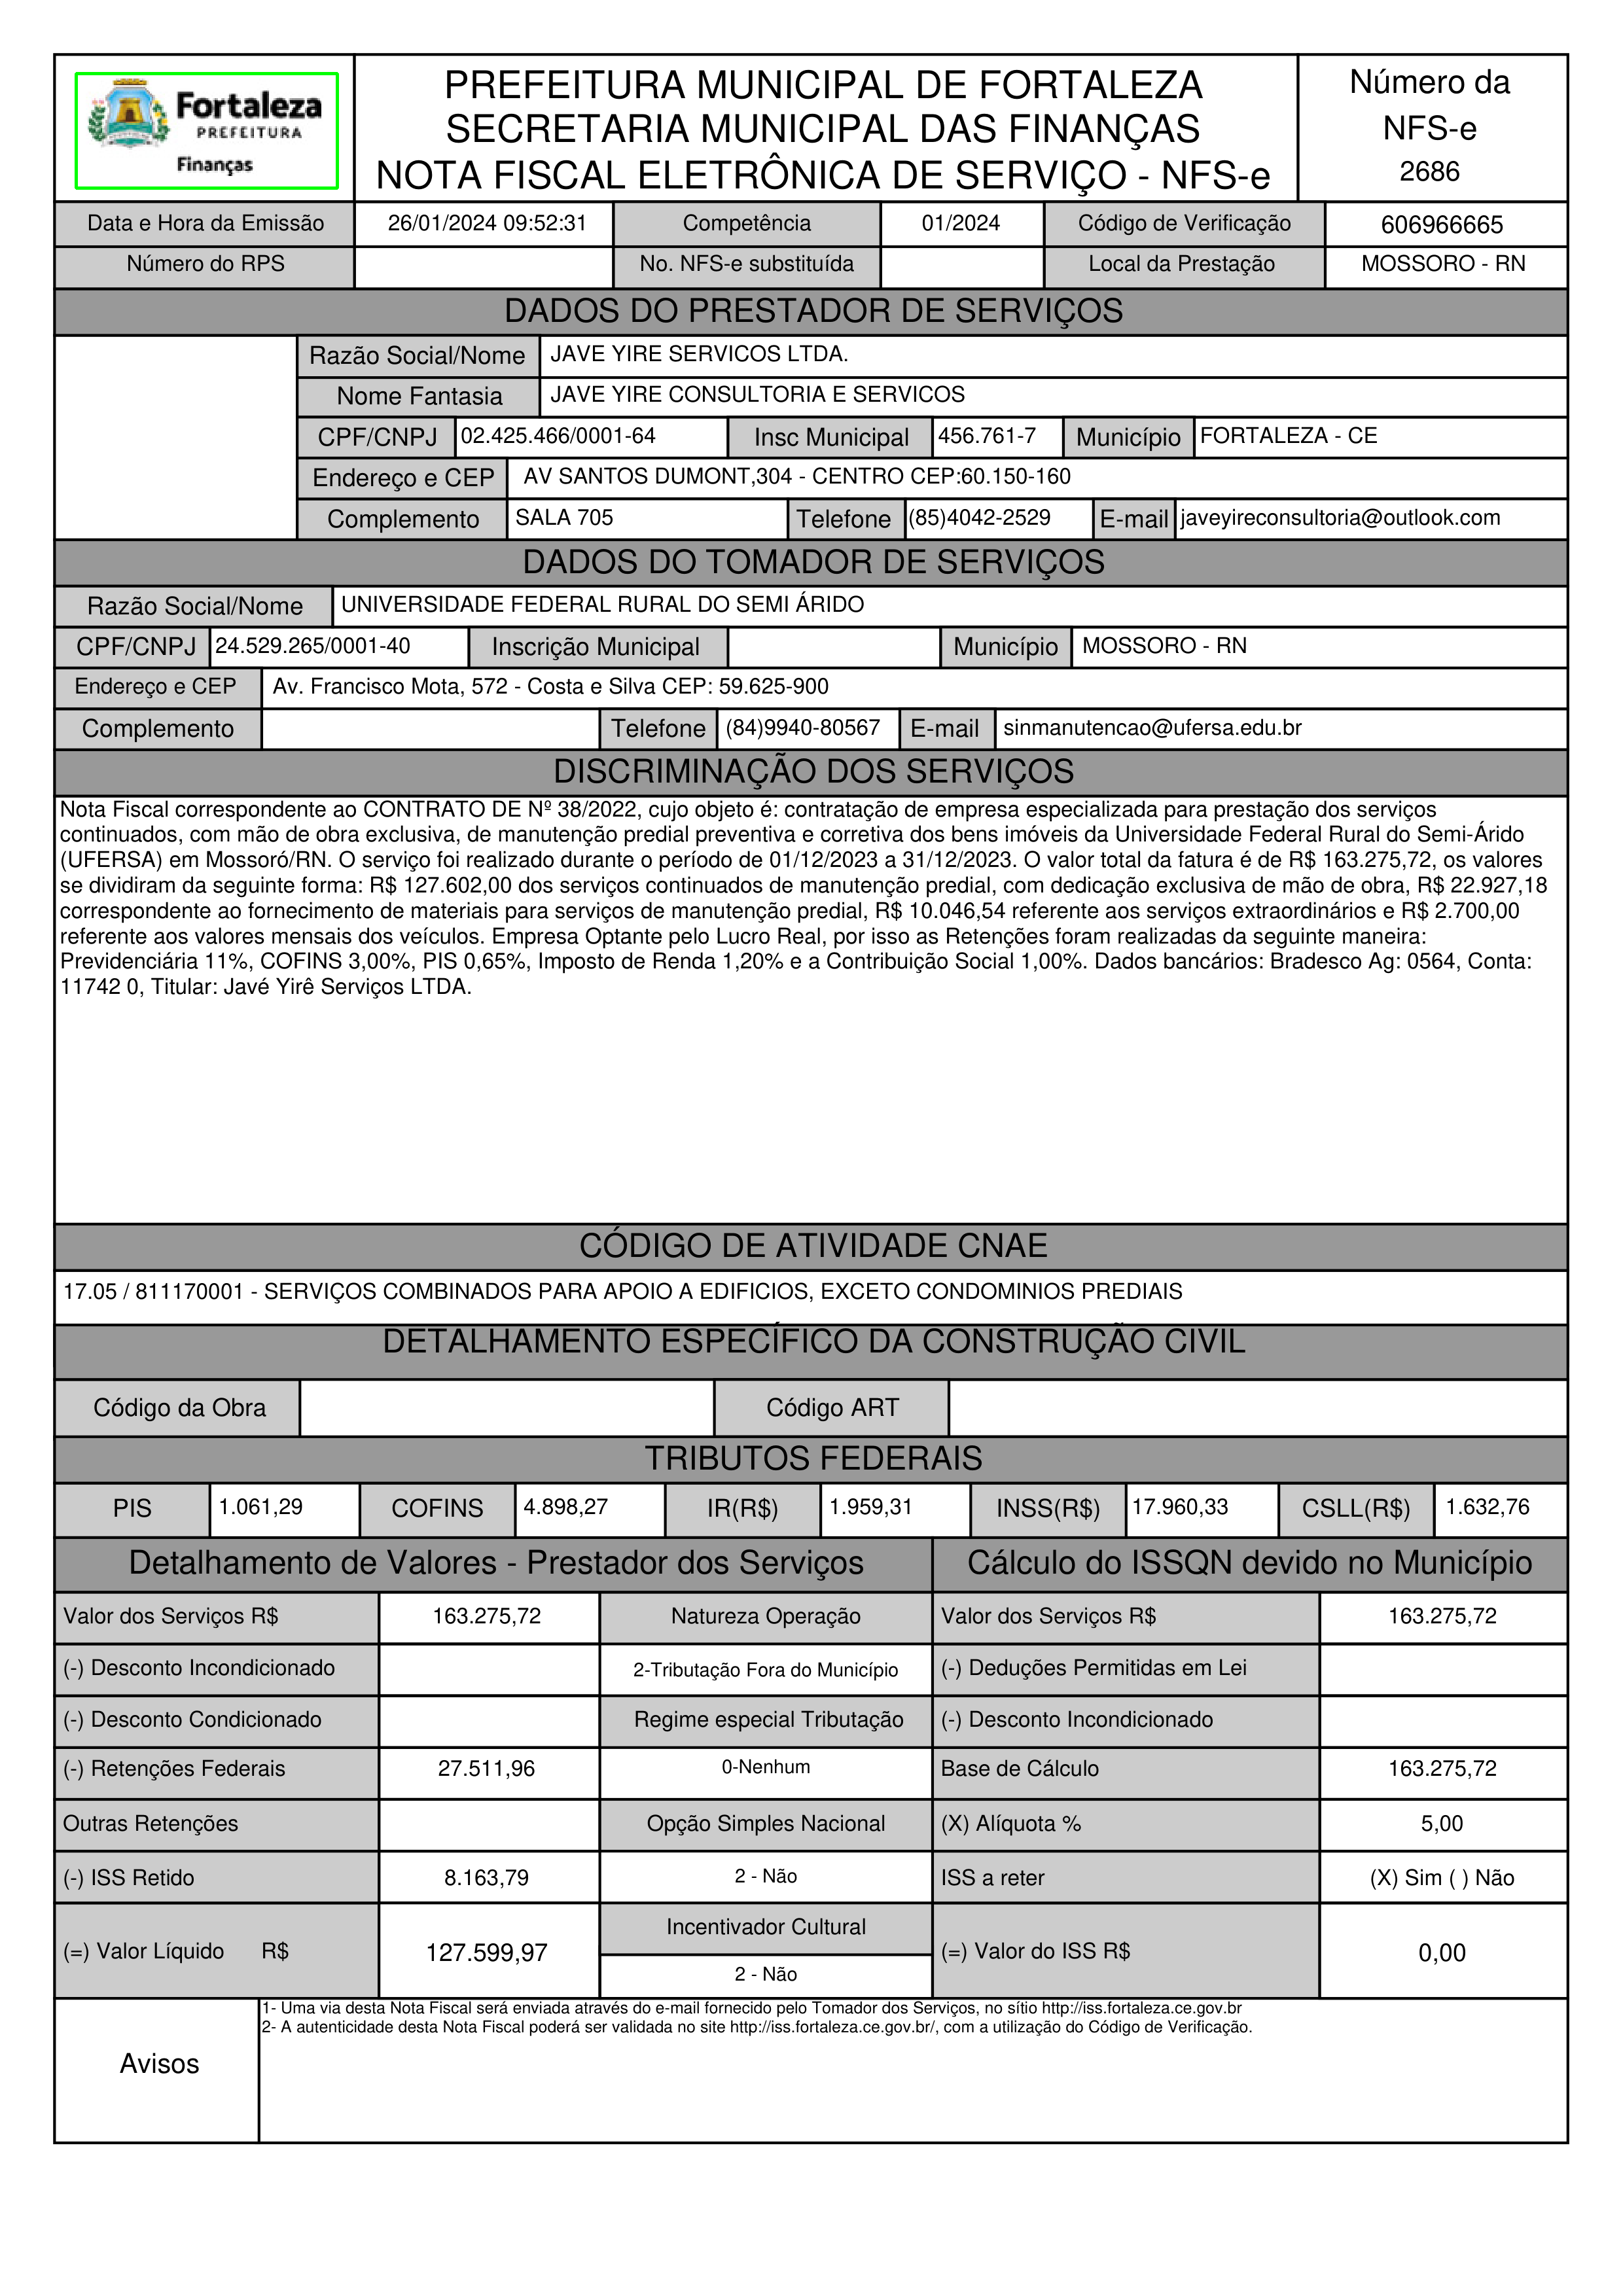 Fortaleza
PREFEITURA
Finanças
PREFEITURA MUNICIPAL DE FORTALEZA
SECRETARIA MUNICIPAL DAS FINANÇAS
NOTA FISCAL ELETRÔNICA DE SERVIÇO - NFS-e
Número da
NFS-e
2686
Data e Hora da Emissão 26/01/2024 09:52:31 Competência 01/2024 Código de Verificação 606966665
Número do RPS No. NFS-e substituída Local da Prestação MOSSORO - RN
DADOS DO PRESTADOR DE SERVIÇOS
Razão Social/Nome JAVE YIRE SERVICOS LTDA.
Nome Fantasia JAVE YIRE CONSULTORIA E SERVICOS
CPF/CNPJ 02.425.466/0001-64 Insc Municipal 456.761-7 Município FORTALEZA - CE
Endereço e CEP AV SANTOS DUMONT,304 - CENTRO CEP:60.150-160
Complemento SALA 705 Telefone (85)4042-2529 E-mail javeyireconsultoria@outlook.com
DADOS DO TOMADOR DE SERVIÇOS
Razão Social/Nome UNIVERSIDADE FEDERAL RURAL DO SEMI ÁRIDO
CPF/CNPJ 24.529.265/0001-40 Inscrição Municipal Município MOSSORO - RN
Endereço e CEP Av. Francisco Mota, 572 - Costa e Silva CEP: 59.625-900
Complemento Telefone (84)9940-80567 E-mail sinmanutencao@ufersa.edu.br
DISCRIMINAÇÃO DOS SERVIÇOS
Nota Fiscal correspondente ao CONTRATO DE Nº 38/2022, cujo objeto é: contratação de empresa especializada para prestação dos serviços
continuados, com mão de obra exclusiva, de manutenção predial preventiva e corretiva dos bens imóveis da Universidade Federal Rural do Semi-Árido
(UFERSA) em Mossoró/RN. O serviço foi realizado durante o período de 01/12/2023 a 31/12/2023. O valor total da fatura é de R$ 163.275,72, os valores
se dividiram da seguinte forma: R$ 127.602,00 dos serviços continuados de manutenção predial, com dedicação exclusiva de mão de obra, R$ 22.927,18
correspondente ao fornecimento de materiais para serviços de manutenção predial, R$ 10.046,54 referente aos serviços extraordinários e R$ 2.700,00
referente aos valores mensais dos veículos. Empresa Optante pelo Lucro Real, por isso as Retenções foram realizadas da seguinte maneira:
Previdenciária 11%, COFINS 3,00%, PIS 0,65%, Imposto de Renda 1,20% e a Contribuição Social 1,00%. Dados bancários: Bradesco Ag: 0564, Conta:
11742 0, Titular: Javé Yirê Serviços LTDA.
CÓDIGO DE ATIVIDADE CNAE
17.05 / 811170001 - SERVIÇOS COMBINADOS PARA APOIO A EDIFICIOS, EXCETO CONDOMINIOS PREDIAIS
DETALHAMENTO ESPECÍFICO DA CONSTRUÇÃO CIVIL
Código da Obra Código ART
TRIBUTOS FEDERAIS
PIS 1.061,29 COFINS 4.898,27 IR(R$) 1.959,31 INSS(R$) 17.960,33 CSLL(R$) 1.632,76
Detalhamento de Valores - Prestador dos Serviços Cálculo do ISSQN devido no Município
Valor dos Serviços R$ 163.275,72 Natureza Operação Valor dos Serviços R$ 163.275,72
(-) Desconto Incondicionado 2-Tributação Fora do Município (-) Deduções Permitidas em Lei
(-) Desconto Condicionado Regime especial Tributação (-) Desconto Incondicionado
(-) Retenções Federais 27.511,96 0-Nenhum Base de Cálculo 163.275,72
Outras Retenções Opção Simples Nacional (X) Alíquota % 5,00
(-) ISS Retido 8.163,79 2 - Não ISS a reter (X) Sim ( ) Não
Incentivador Cultural
(=) Valor Líquido R$ 127.599,97 (=) Valor do ISS R$ 0,00
2 - Não
1- Uma via desta Nota Fiscal será enviada através do e-mail fornecido pelo Tomador dos Serviços, no sítio http://iss.fortaleza.ce.gov.br
2- A autenticidade desta Nota Fiscal poderá ser validada no site http://iss.fortaleza.ce.gov.br/, com a utilização do Código de Verificação.
Avisos